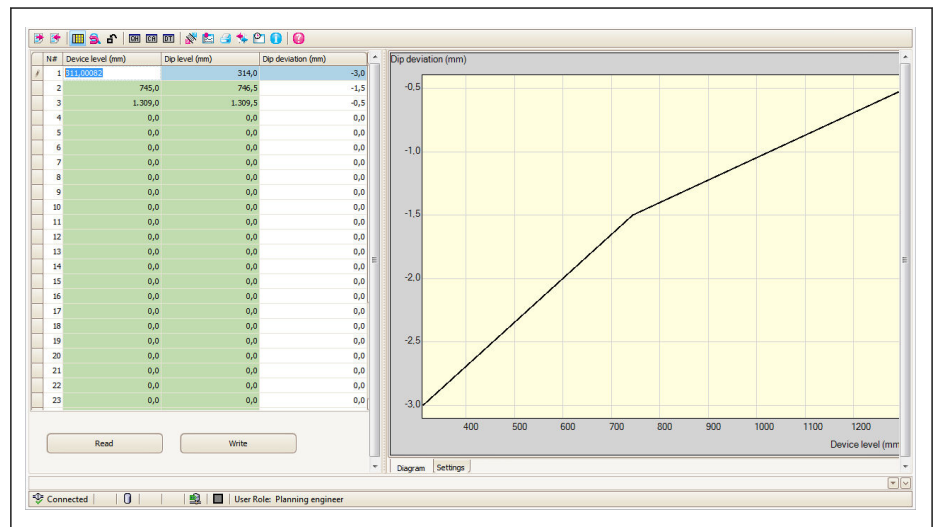 CH CA DT
N# Device level (mm) Dip level (mm) Dip deviation (mm)
1 311,00082 314,0 -3,0
2 745,0 746,5 -1,5
3 1.309,0 1.309,5 -0,5
4 0,0 0,0 0,0
5 0,0 0,0 0,0
6 0,0 0,0 0,0
7 0,0 0,0 0,0
8 0,0 0,0 0,0
9 0,0 0,0 0,0
10 0,0 0,0 0,0
11 0,0 0,0 0,0
12 0,0 0,0 0,0
13 0,0 0,0 0,0
14 0,0 0,0 0,0
15 0,0 0,0 0,0
16 0,0 0,0 0,0
17 0,0 0,0 0,0
18 0,0 0,0 0,0
19 0,0 0,0 0,0
20 0,0 0,0 0,0
21 0,0 0,0 0,0
22 0,0 0,0 0,0
23 0,0 0,0 0,0
Read Write
Dip deviation (mm)
-0,5
-1,0
-1,5
-2,0
-2,5
-3,0
400 500 600 700 800 900 1000 1100 1200
Device level (mm
Diagram Settings
Connected User Role: Planning engineer